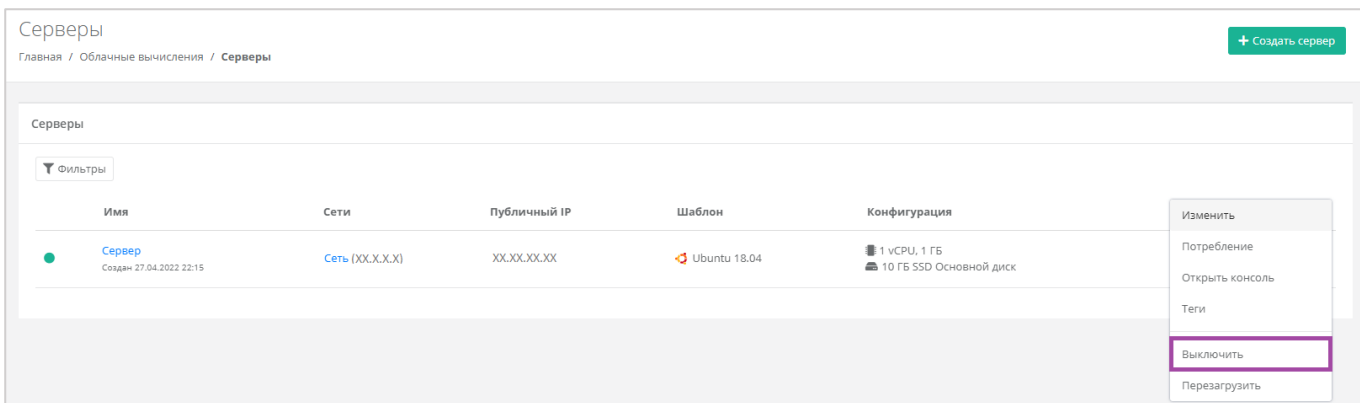 Серверы
Главная / Облачные вычисления / Серверы
+ Создать сервер
Серверы
Фильтры
Имя Сети Публичный IP Шаблон Конфигурация
Сервер Сеть (XX.X.X.X) XX.XX.XX.XX Ubuntu 18.04 1 vCPU, 1 ГБ
Создан 27.04.2022 22:15 10 ГБ SSD Основной диск
Изменить
Потребление
Открыть консоль
Теги
Выключить
Перезагрузить